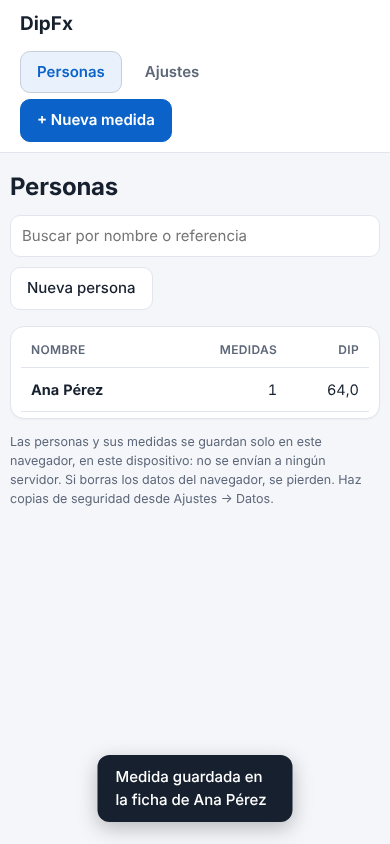 DipFx
Personas
Ajustes
+ Nueva medida
Personas
Buscar por nombre o referencia
Nueva persona
NOMBRE MEDIDAS DIP
Ana Pérez 1 64,0
Las personas y sus medidas se guardan solo en este
navegador, en este dispositivo: no se envían a ningún
servidor. Si borras los datos del navegador, se pierden. Haz
copias de seguridad desde Ajustes → Datos.
Medida guardada en
la ficha de Ana Pérez